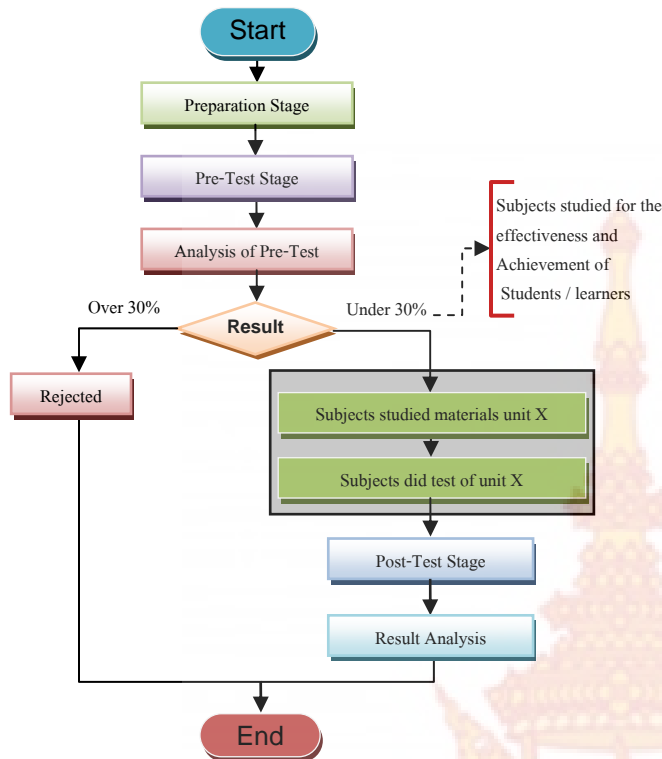 Start
Preparation Stage
Pre-Test Stage
Analysis of Pre-Test
Subjects studied for the
effectiveness and
Achievement of
Students / learners
Over 30%
Result
Under 30%
Rejected
Subjects studied materials unit X
Subjects did test of unit X
Post-Test Stage
Result Analysis
End